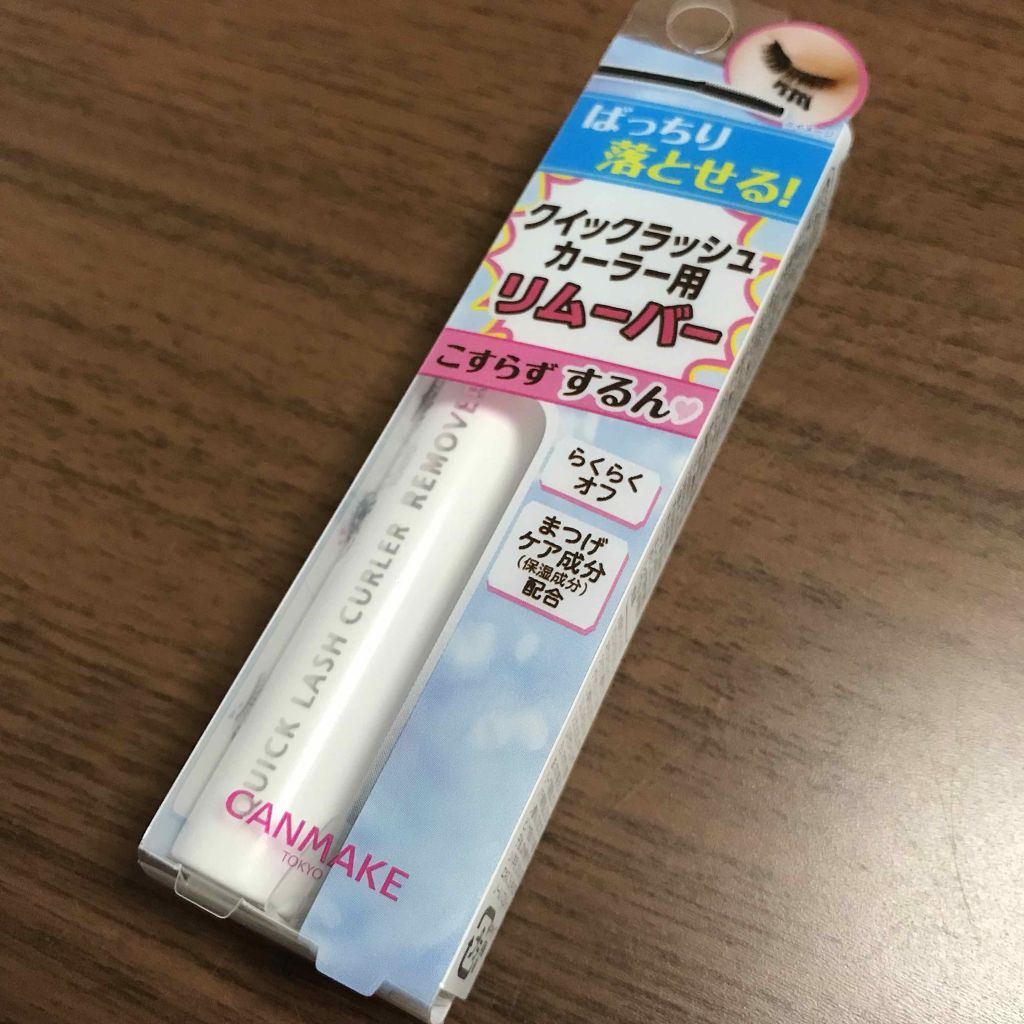 ばっちり
落とせる!
クイックラッシュ
カーラー用
リムーバー
こすらず するん
らくらく
オフ
まつげ
ケア成分
(保湿成分)
配合
QUICK LASH CURLER REMOVER
CANMAKE
TOKYO